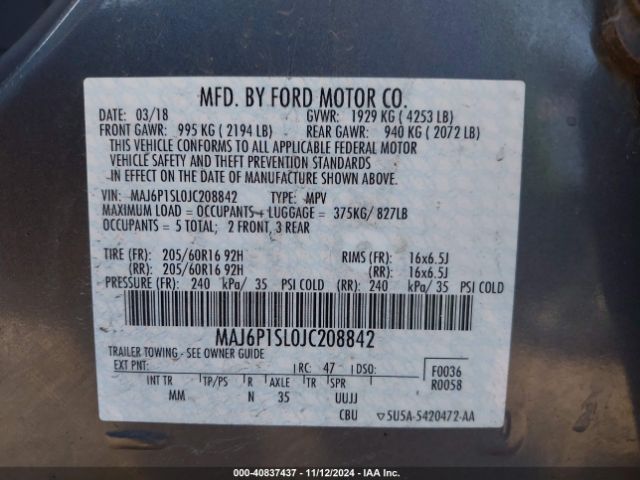 MFD. BY FORD MOTOR CO.
DATE: 03/18 GVWR: 1929 KG ( 4253 LB)
FRONT GAWR: 995 KG ( 2194 LB) REAR GAWR: 940 KG ( 2072 LB)
THIS VEHICLE CONFORMS TO ALL APPLICABLE FEDERAL MOTOR
VEHICLE SAFETY AND THEFT PREVENTION STANDARDS
IN EFFECT ON THE DATE OF MANUFACTURE SHOWN ABOVE.
VIN: MAJ6P1SL0JC208842 TYPE: MPV
MAXIMUM LOAD = OCCUPANTS + LUGGAGE = 375KG/ 827LB
OCCUPANTS = 5 TOTAL; 2 FRONT, 3 REAR
TIRE (FR): 205/60R16 92H RIMS (FR): 16x6.5J
(RR): 205/60R16 92H (RR): 16x6.5J
PRESSURE (FR): 240 kPa/ 35 PSI COLD (RR): 240 kPa/ 35 PSI COLD
MAJ6P1SL0JC208842
TRAILER TOWING - SEE OWNER GUIDE
EXT PNT: RC: 47 DSO: F0036
INT TR TP/PS R AXLE TR SPR R0058
MM N 35 UUJJ
CBU 5U5A-5420472-AA
000-40837437 - 11/12/2024 - IAA Inc.